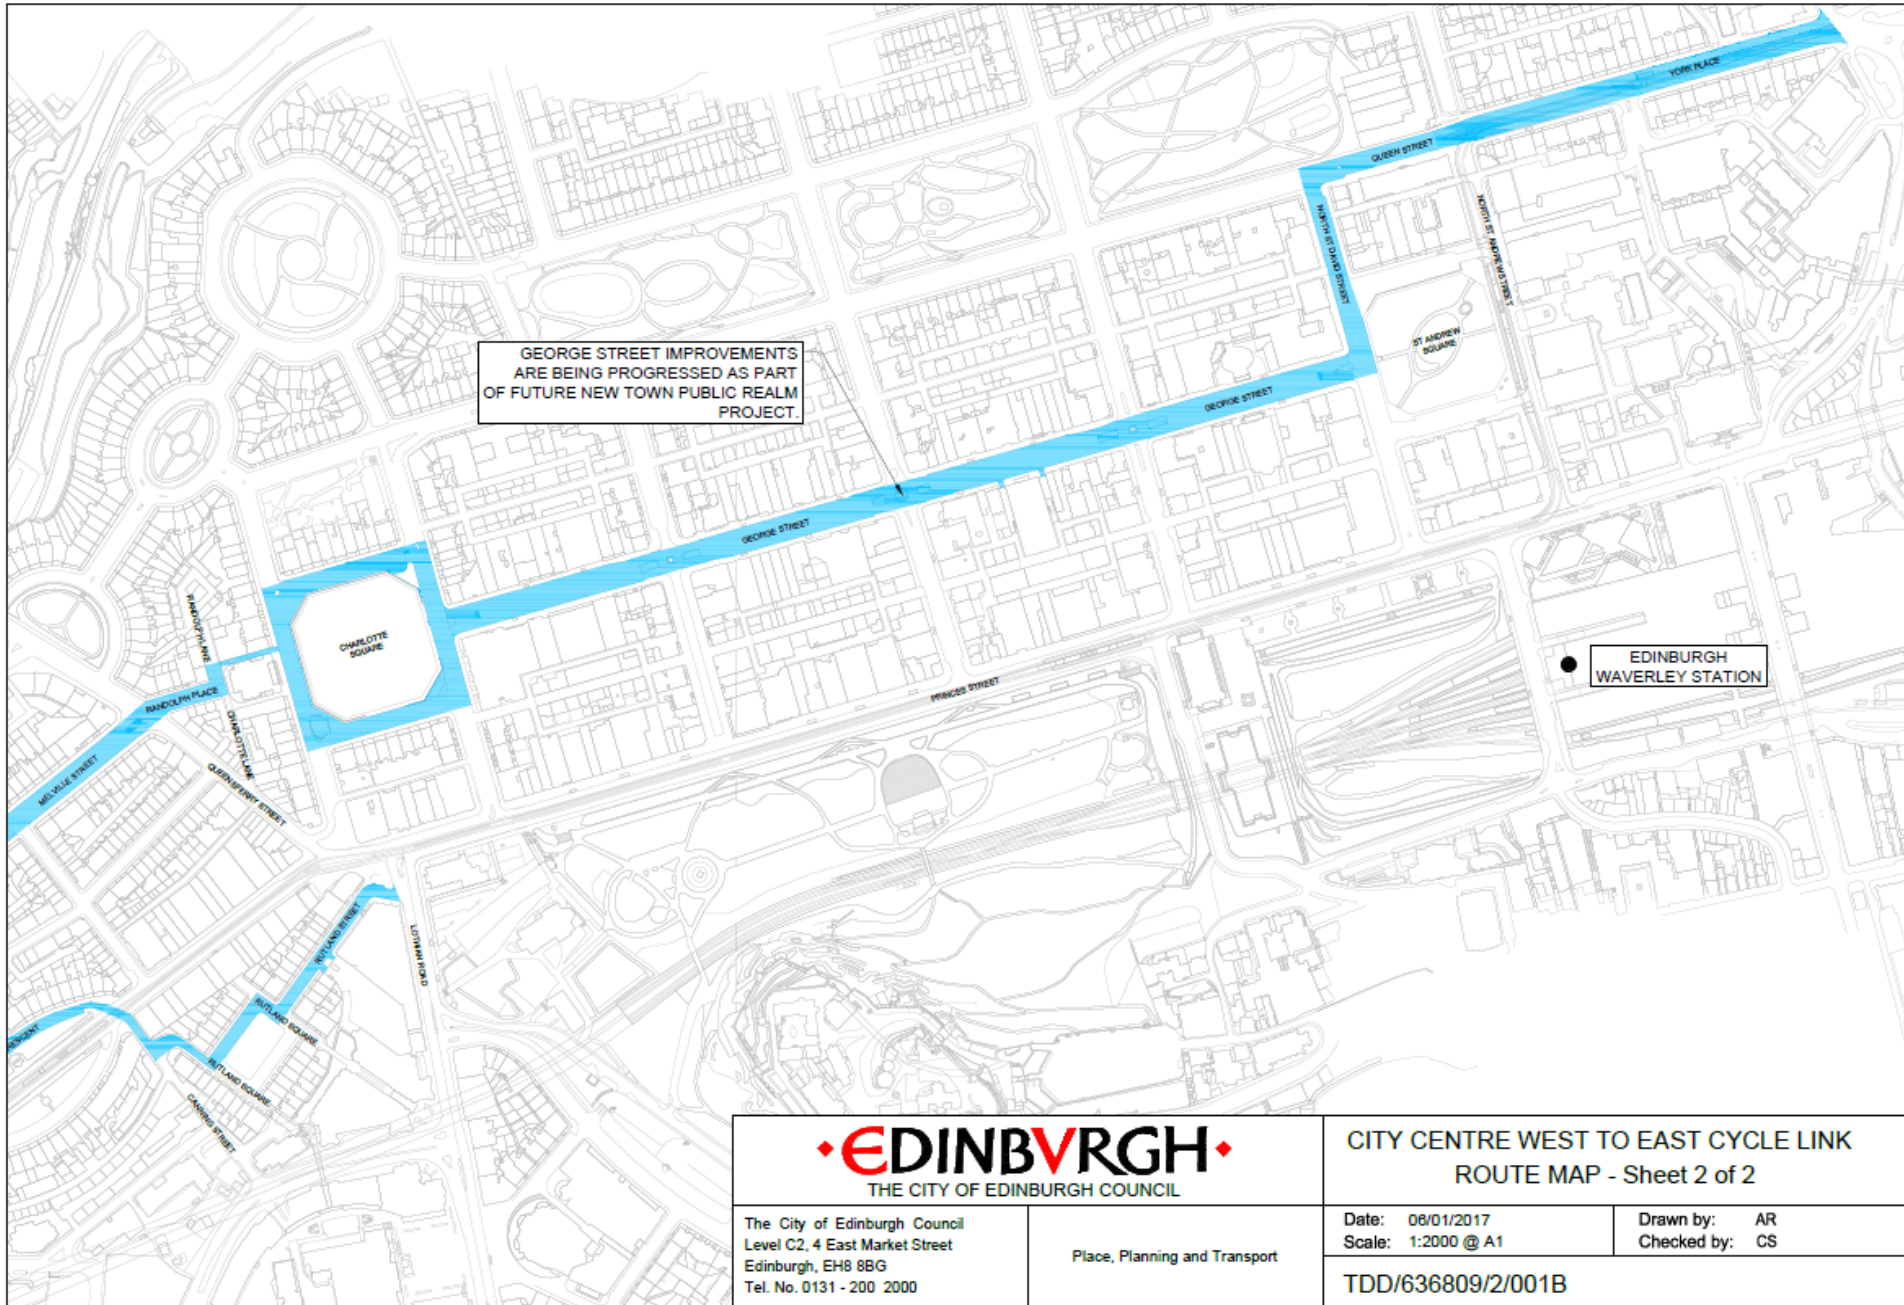 YORK PLACE
QUEEN STREET
NORTH ST DAVID STREET
NORTH ST ANDREW STREET
ST ANDREW
SQUARE
GEORGE STREET IMPROVEMENTS
ARE BEING PROGRESSED AS PART
OF FUTURE NEW TOWN PUBLIC REALM
PROJECT.
GEORGE STREET
GEORGE STREET
CHARLOTTE
SQUARE
RANDOLPH LANE
RANDOLPH PLACE
CHARLOTTE LANE
MELVILLE STREET
QUEENSFERRY STREET
PRINCES STREET
EDINBURGH
WAVERLEY STATION
RUTLAND STREET
LOTHIAN ROAD
RUTLAND SQUARE
RUTLAND SQUARE
CANNING STREET
EDINBVRGH
THE CITY OF EDINBURGH COUNCIL
The City of Edinburgh Council
Level C2, 4 East Market Street
Edinburgh, EH8 8BG
Tel. No. 0131 - 200 2000
Place, Planning and Transport
CITY CENTRE WEST TO EAST CYCLE LINK
ROUTE MAP - Sheet 2 of 2
Date: 06/01/2017
Scale: 1:2000 @ A1
Drawn by: AR
Checked by: CS
TDD/636809/2/001B